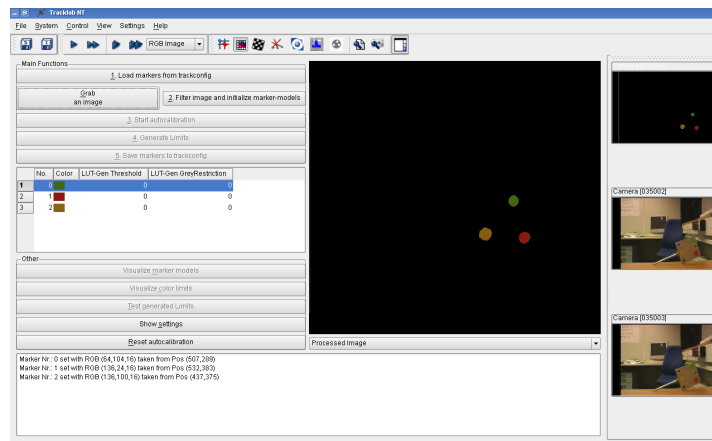 Tracklab NT
File System Control View Settings Help
RGB Image
Main Functions
1. Load markers from trackconfig
Grab
an image
2. Filter image and initialize marker-models
3. Start autocalibration
4. Generate Limits
5. Save markers to trackconfig
No. Color LUT-Gen Threshold LUT-Gen GreyRestriction
1 0 0 0
2 1 0 0
3 2 0 0
Other
Visualize marker models
Visualize color limits
Test generated Limits
Show settings
Reset autocalibration
Processed Image
Camera [035002]
Camera [035003]
Marker Nr.: 0 set with RGB (64,104,16) taken from Pos (507,289)
Marker Nr.: 1 set with RGB (136,24,16) taken from Pos (532,383)
Marker Nr.: 2 set with RGB (136,100,16) taken from Pos (437,375)